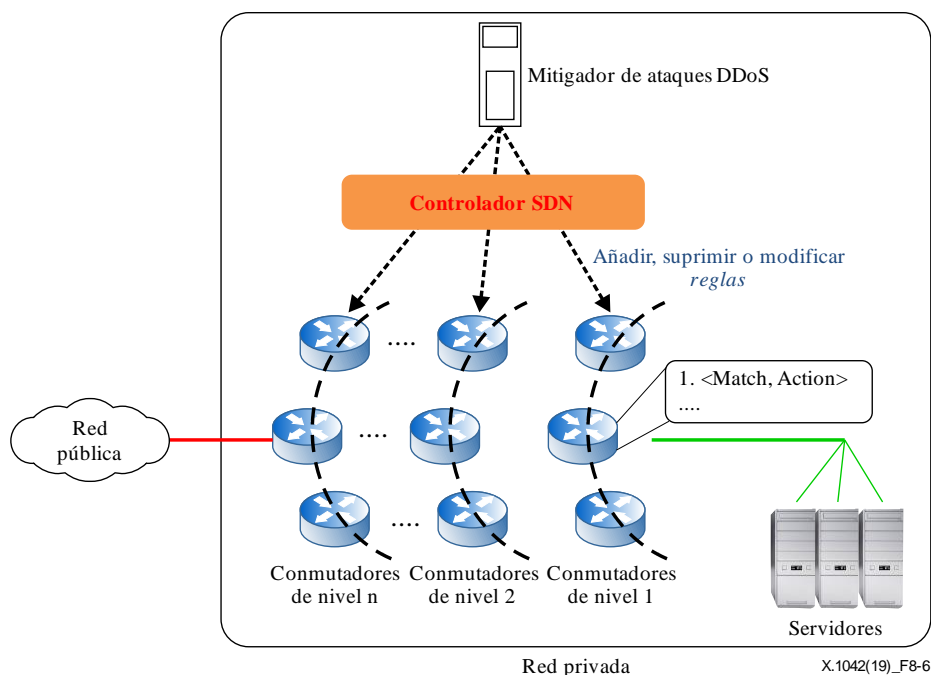 Mitigador de ataques DDoS
Controlador SDN
Añadir, suprimir o modificar
reglas
....
....
1. <Match, Action>
....
Red
pública
....
Conmutadores
de nivel n
Conmutadores
de nivel 2
Conmutadores
de nivel 1
Servidores
Red privada
X.1042(19)_F8-6